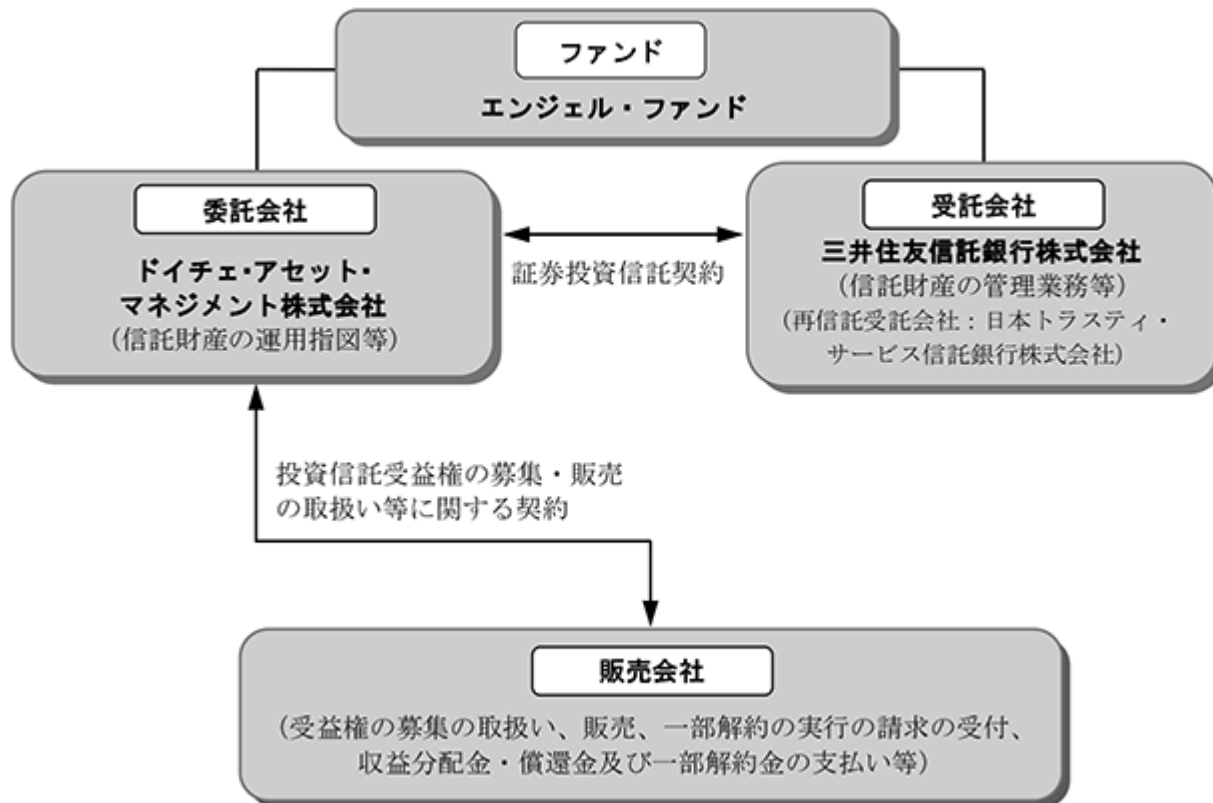 ファンド
エンジェル・ファンド
委託会社
ドイチェ・アセット・
マネジメント株式会社
(信託財産の運用指図等)
証券投資信託契約
受託会社
三井住友信託銀行株式会社
(信託財産の管理業務等)
(再信託受託会社:日本トラスティ・
サービス信託銀行株式会社)
投資信託受益権の募集・販売
の取扱い等に関する契約
販売会社
(受益権の募集の取扱い、販売、一部解約の実行の請求の受付、
収益分配金・償還金及び一部解約金の支払い等)